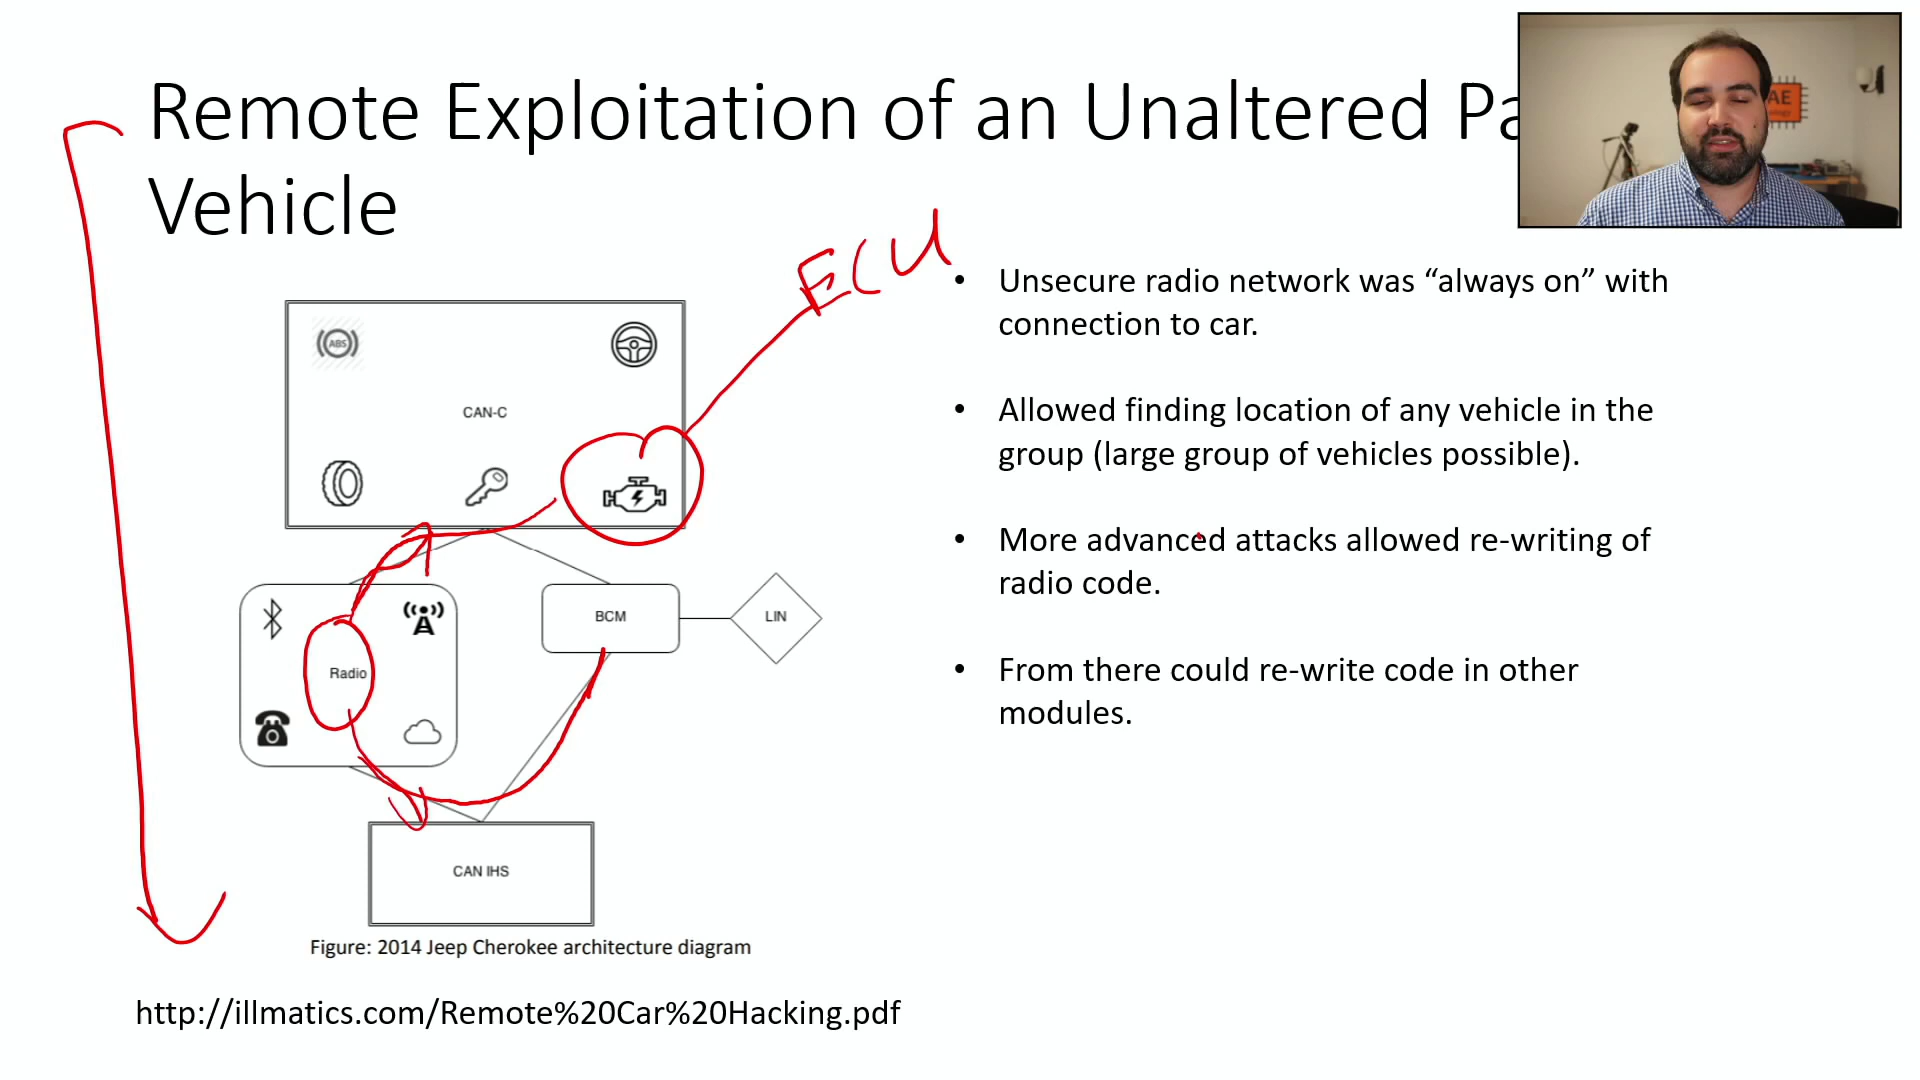 Remote Exploitation of an Unaltered Pa
Vehicle
AE
ECU
ABS
CAN-C
Radio
BCM
LIN
CAN IHS
Figure: 2014 Jeep Cherokee architecture diagram
http://illmatics.com/Remote%20Car%20Hacking.pdf
• Unsecure radio network was “always on” with
connection to car.
• Allowed finding location of any vehicle in the
group (large group of vehicles possible).
• More advanced attacks allowed re-writing of
radio code.
• From there could re-write code in other
modules.